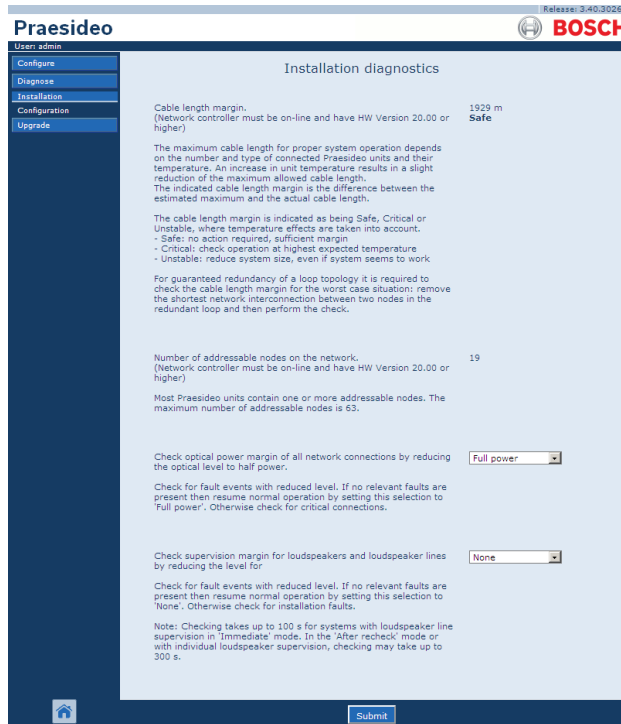 Release: 3.40.3026
Praesideo
BOSCH
User: admin
Configure
Diagnose
Installation
Configuration
Upgrade
Installation diagnostics
Cable length margin.
(Network controller must be on-line and have HW Version 20.00 or
higher)
1929 m
Safe
The maximum cable length for proper system operation depends
on the number and type of connected Praesideo units and their
temperature. An increase in unit temperature results in a slight
reduction of the maximum allowed cable length.
The indicated cable length margin is the difference between the
estimated maximum and the actual cable length.
The cable length margin is indicated as being Safe, Critical or
Unstable, where temperature effects are taken into account.
- Safe: no action required, sufficient margin
- Critical: check operation at highest expected temperature
- Unstable: reduce system size, even if system seems to work
For guaranteed redundancy of a loop topology it is required to
check the cable length margin for the worst case situation: remove
the shortest network interconnection between two nodes in the
redundant loop and then perform the check.
Number of addressable nodes on the network.
(Network controller must be on-line and have HW Version 20.00 or
higher)
19
Most Praesideo units contain one or more addressable nodes. The
maximum number of addressable nodes is 63.
Check optical power margin of all network connections by reducing
the optical level to half power.
Full power
Check for fault events with reduced level. If no relevant faults are
present then resume normal operation by setting this selection to
'Full power'. Otherwise check for critical connections.
Check supervision margin for loudspeakers and loudspeaker lines
by reducing the level for
None
Check for fault events with reduced level. If no relevant faults are
present then resume normal operation by setting this selection to
'None'. Otherwise check for installation faults.
Note: Checking takes up to 100 s for systems with loudspeaker line
supervision in 'Immediate' mode. In the 'After recheck' mode or
with individual loudspeaker supervision, checking may take up to
300 s.
Submit